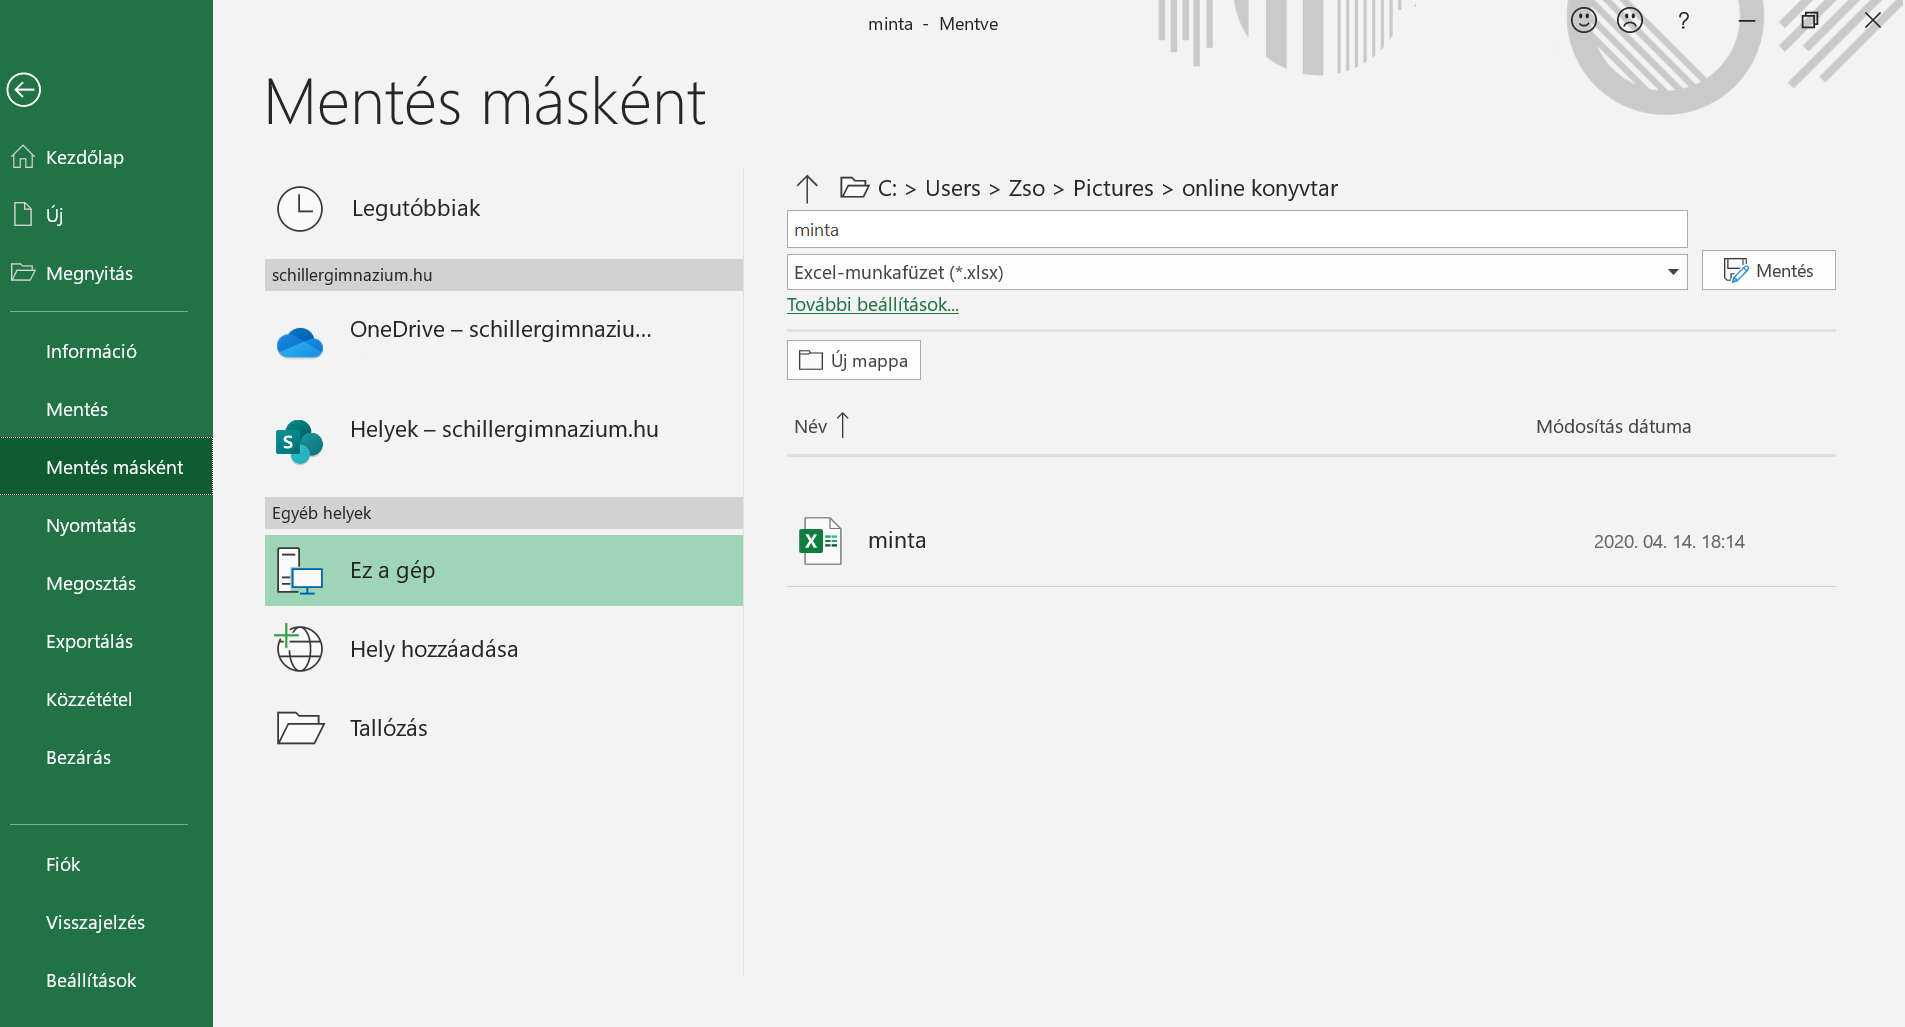 minta - Mentve
?
Mentés másként
Kezdőlap
Új
Megnyitás
Információ
Mentés
Mentés másként
Nyomtatás
Megosztás
Exportálás
Közzététel
Bezárás
Fiók
Visszajelzés
Beállítások
Legutóbbiak
schillergimnazium.hu
OneDrive – schillergimnaziu...
S
Helyek – schillergimnazium.hu
Egyéb helyek
Ez a gép
Hely hozzáadása
Tallózás
C: > Users > Zso > Pictures > online konyvtar
minta
Excel-munkafüzet (*.xlsx)
Mentés
További beállítások...
Új mappa
Név
Módosítás dátuma
X
minta
2020. 04. 14. 18:14